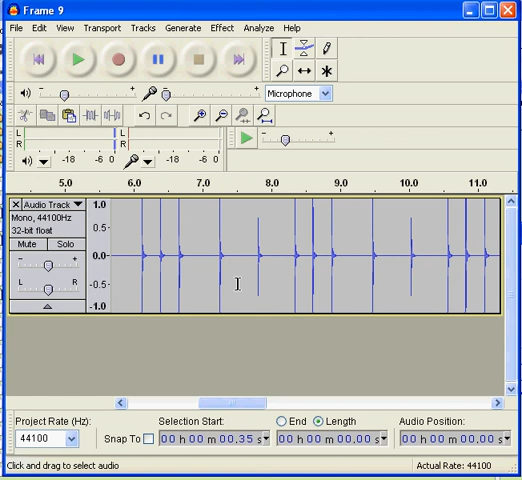 Frame 9
File Edit View Transport Tracks Generate Effect Analyze Help
Microphone
L
R
-18 -6 0
L
R
-18 -6 0
5.0 6.0 7.0 8.0 9.0 10.0 11.0
Audio Track
Mono, 44100Hz
32-bit float
Mute Solo
- +
L R
1.0
0.5
0.0
-0.5
-1.0
Project Rate (Hz): Selection Start: End Length Audio Position:
44100 Snap To 00 h 00 m 00.35 s 00 h 00 m 00.00 s 00 h 00 m 00.00 s
Click and drag to select audio Actual Rate: 44100